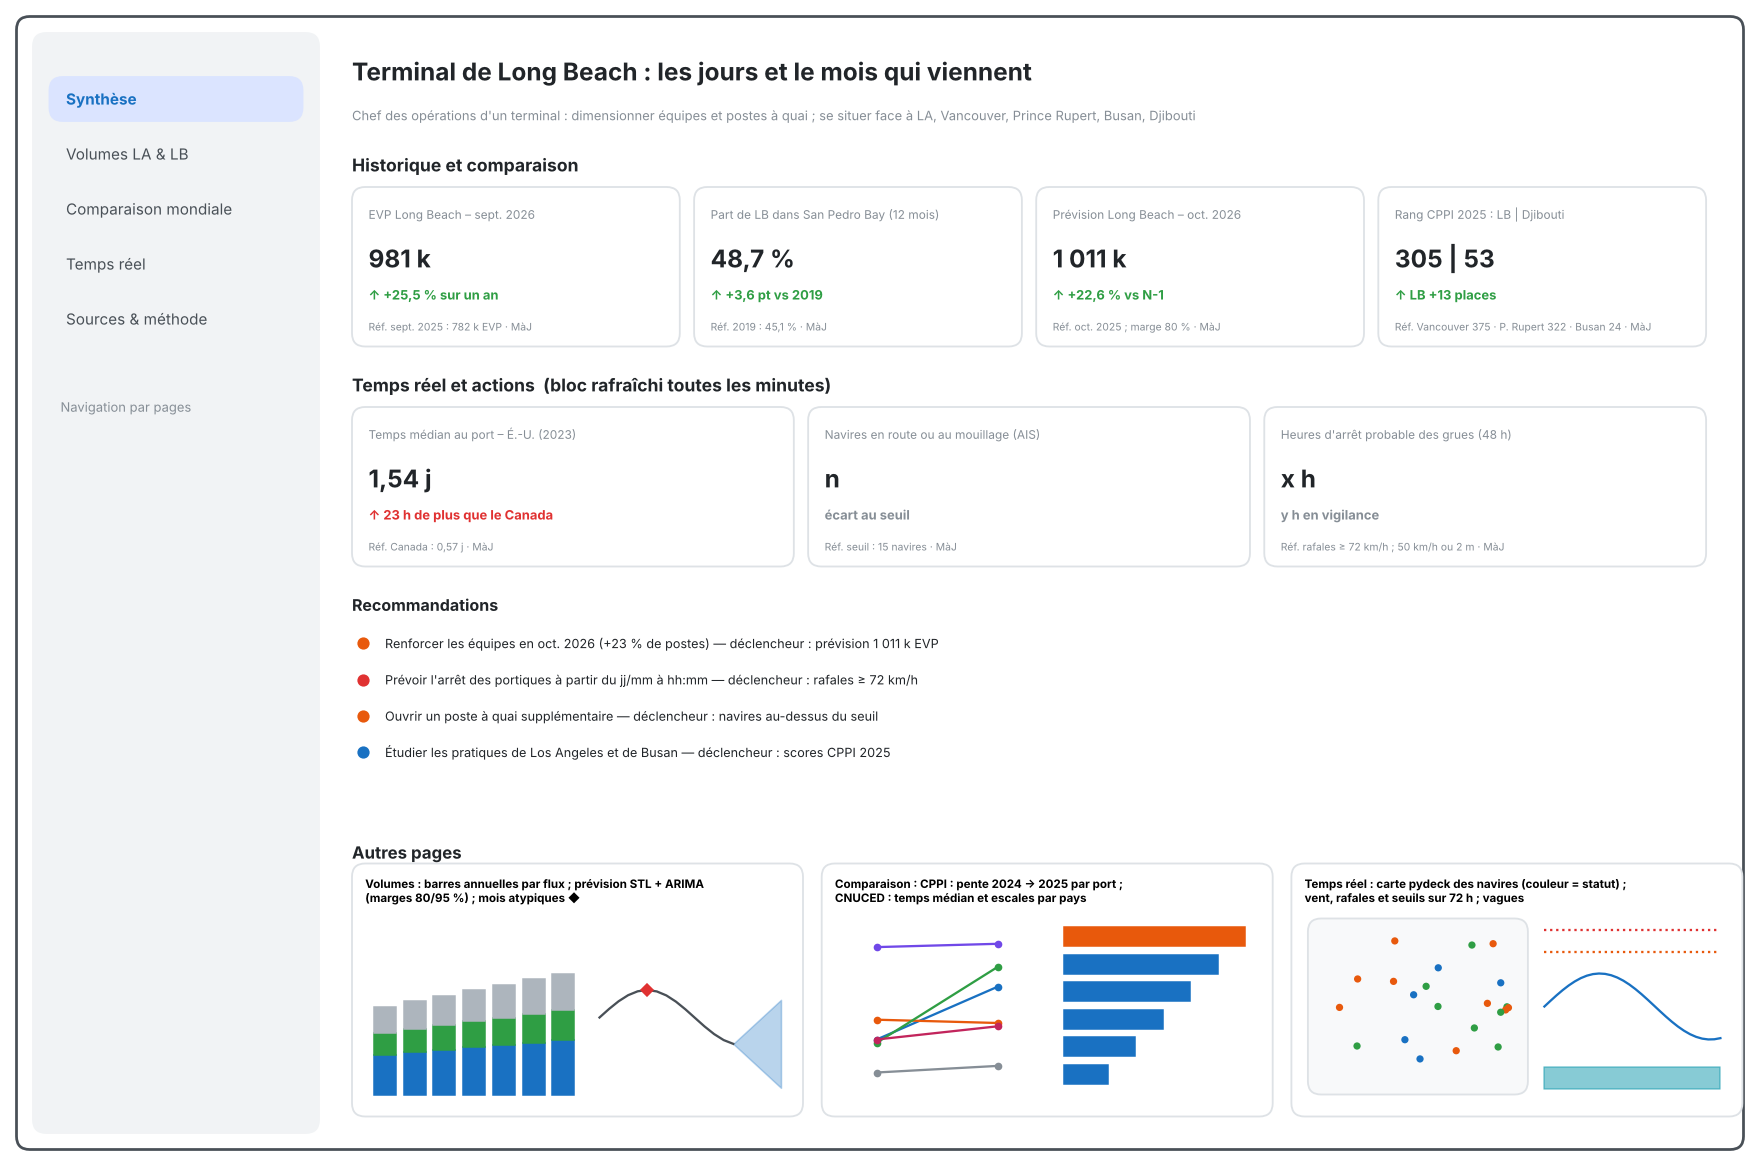 Synthèse
Volumes LA & LB
Comparaison mondiale
Temps réel
Sources & méthode
Navigation par pages
Terminal de Long Beach : les jours et le mois qui viennent
Chef des opérations d'un terminal : dimensionner équipes et postes à quai ; se situer face à LA, Vancouver, Prince Rupert, Busan, Djibouti
Historique et comparaison
EVP Long Beach – sept. 2026
981 k
↑ +25,5 % sur un an
Réf. sept. 2025 : 782 k EVP · MàJ
Part de LB dans San Pedro Bay (12 mois)
48,7 %
↑ +3,6 pt vs 2019
Réf. 2019 : 45,1 % · MàJ
Prévision Long Beach – oct. 2026
1 011 k
↑ +22,6 % vs N-1
Réf. oct. 2025 ; marge 80 % · MàJ
Rang CPPI 2025 : LB | Djibouti
305 | 53
↑ LB +13 places
Réf. Vancouver 375 · P. Rupert 322 · Busan 24 · MàJ
Temps réel et actions (bloc rafraîchi toutes les minutes)
Temps médian au port – É.-U. (2023)
1,54 j
↑ 23 h de plus que le Canada
Réf. Canada : 0,57 j · MàJ
Navires en route ou au mouillage (AIS)
n
écart au seuil
Réf. seuil : 15 navires · MàJ
Heures d'arrêt probable des grues (48 h)
x h
y h en vigilance
Réf. rafales ≥ 72 km/h ; 50 km/h ou 2 m · MàJ
Recommandations
Renforcer les équipes en oct. 2026 (+23 % de postes) — déclencheur : prévision 1 011 k EVP
Prévoir l'arrêt des portiques à partir du jj/mm à hh:mm — déclencheur : rafales ≥ 72 km/h
Ouvrir un poste à quai supplémentaire — déclencheur : navires au-dessus du seuil
Étudier les pratiques de Los Angeles et de Busan — déclencheur : scores CPPI 2025
Autres pages
Volumes : barres annuelles par flux ; prévision STL + ARIMA
(marges 80/95 %) ; mois atypiques ◆
Comparaison : CPPI : pente 2024 → 2025 par port ;
CNUCED : temps médian et escales par pays
Temps réel : carte pydeck des navires (couleur = statut) ;
vent, rafales et seuils sur 72 h ; vagues